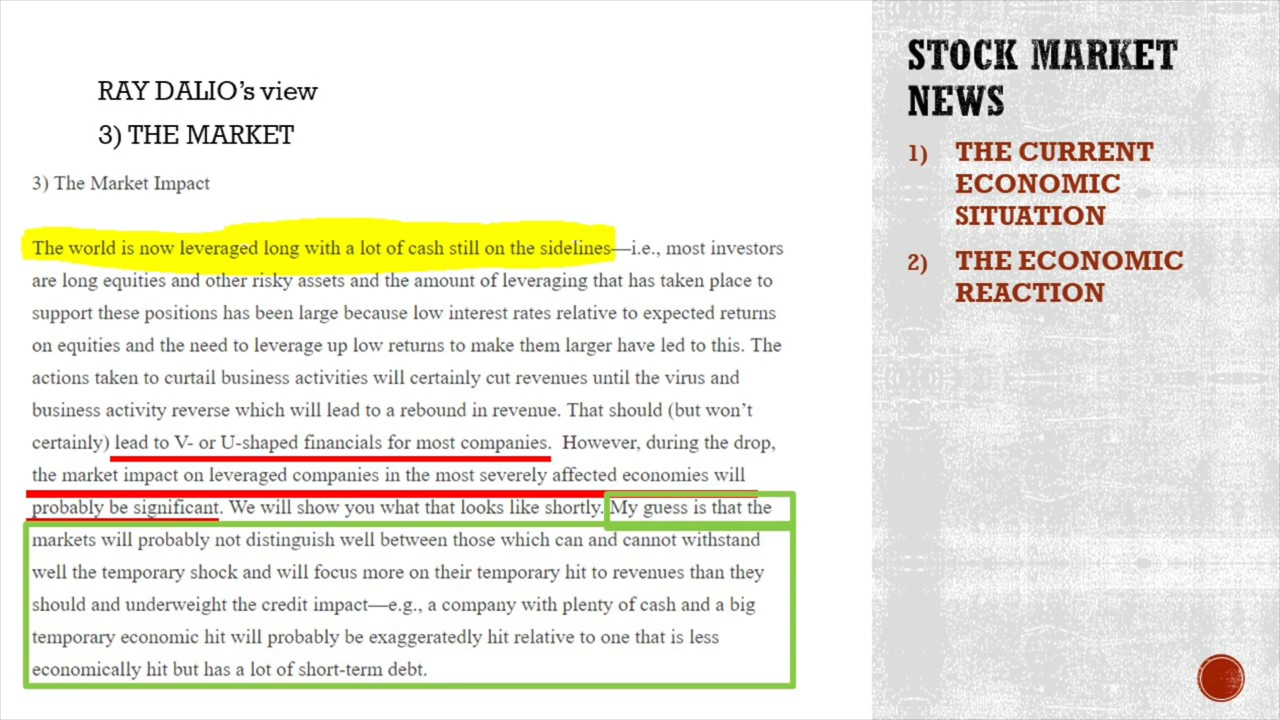 RAY DALIO’s view
3) THE MARKET
3) The Market Impact
The world is now leveraged long with a lot of cash still on the sidelines—i.e., most investors
are long equities and other risky assets and the amount of leveraging that has taken place to
support these positions has been large because low interest rates relative to expected returns
on equities and the need to leverage up low returns to make them larger have led to this. The
actions taken to curtail business activities will certainly cut revenues until the virus and
business activity reverse which will lead to a rebound in revenue. That should (but won’t
certainly) lead to V- or U-shaped financials for most companies. However, during the drop,
the market impact on leveraged companies in the most severely affected economies will
probably be significant. We will show you what that looks like shortly. My guess is that the
markets will probably not distinguish well between those which can and cannot withstand
well the temporary shock and will focus more on their temporary hit to revenues than they
should and underweight the credit impact—e.g., a company with plenty of cash and a big
temporary economic hit will probably be exaggeratedly hit relative to one that is less
economically hit but has a lot of short-term debt.
STOCK MARKET
NEWS
1) THE CURRENT
ECONOMIC
SITUATION
2) THE ECONOMIC
REACTION